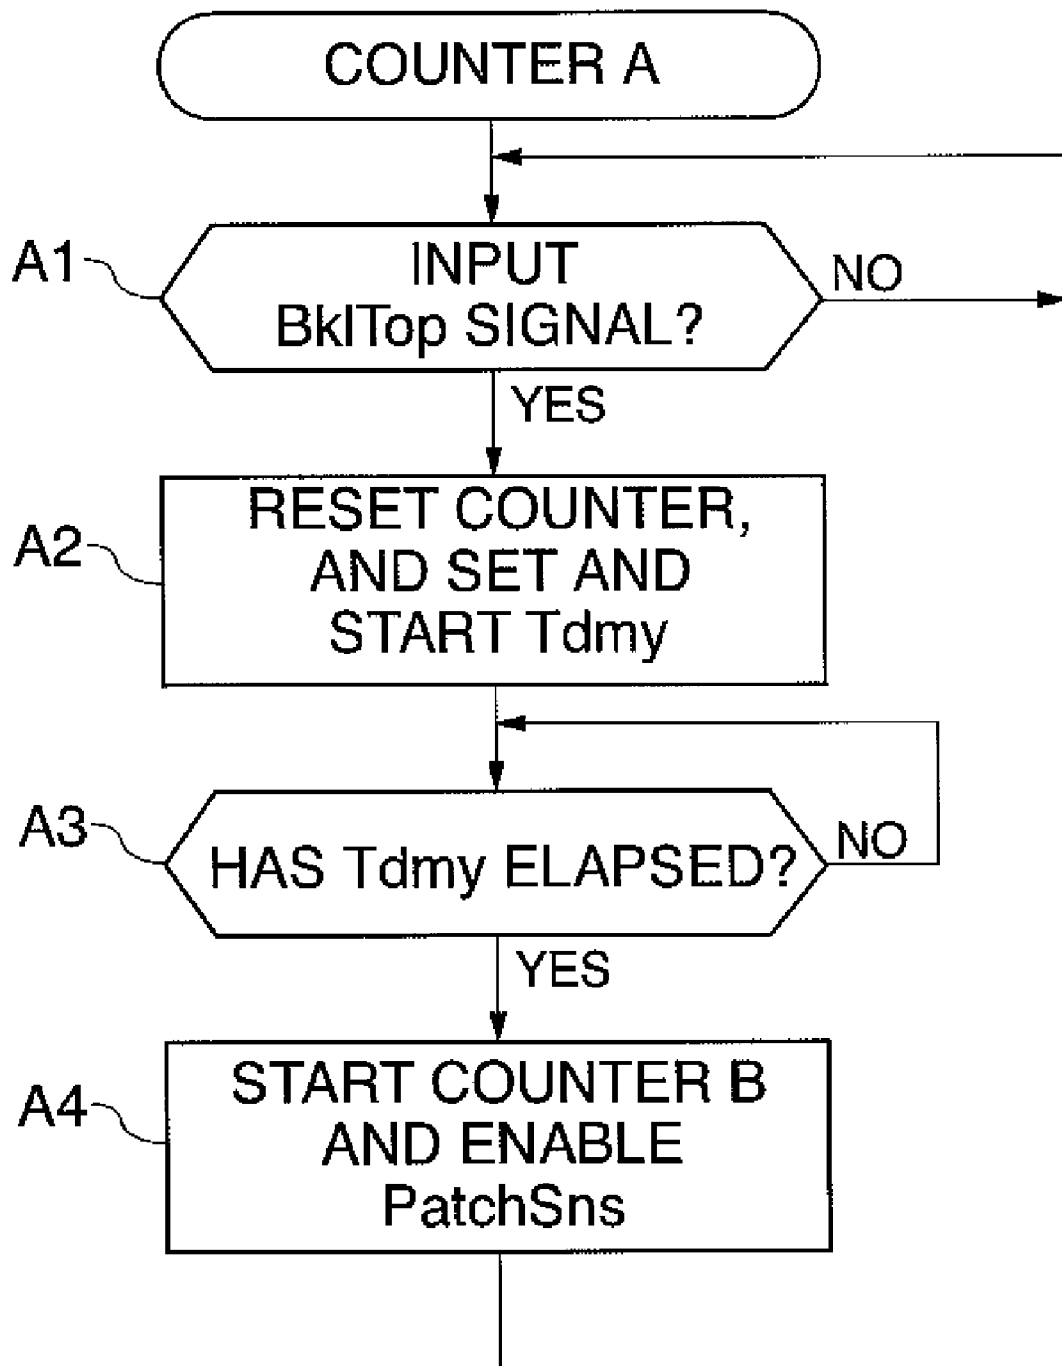 COUNTER A
A1
INPUT
BklTop SIGNAL?
NO
YES
A2
RESET COUNTER,
AND SET AND
START Tdmy
A3
HAS Tdmy ELAPSED?
NO
YES
A4
START COUNTER B
AND ENABLE
PatchSns